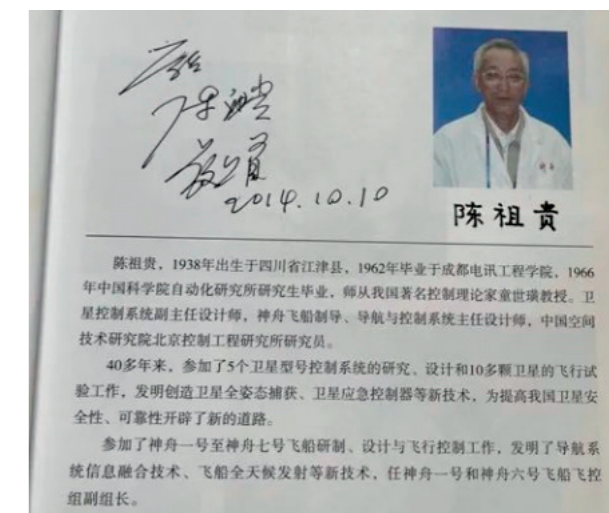 2014.10.10
陈祖贵
陈祖贵，1938年出生于四川省江津县，1962年毕业于成都电讯工程学院，1966
年中国科学院自动化研究所研究生毕业，师从我国著名控制理论家童世璜教授。卫
星控制系统副主任设计师，神舟飞船制导、导航与控制系统主任设计师，中国空间
技术研究院北京控制工程研究所研究员。
40多年来，参加了5个卫星型号控制系统的研究、设计和10多颗卫星的飞行试
验工作，发明创造卫星全姿态捕获、卫星应急控制器等新技术，为提高我国卫星安
全性、可靠性开辟了新的道路。
参加了神舟一号至神舟七号飞船研制、设计与飞行控制工作，发明了导航系
统信息融合技术、飞船全天候发射等新技术，任神舟一号和神舟六号飞船飞控
组副组长。